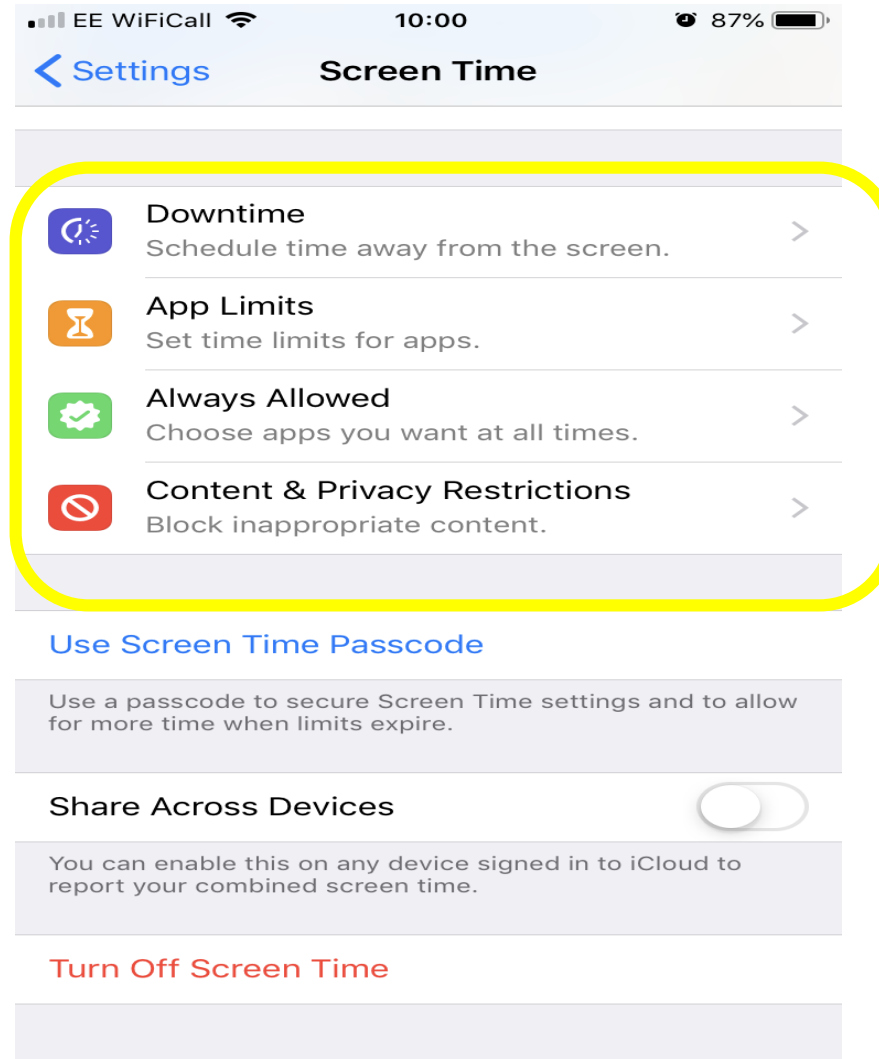 EE WiFiCall 10:00 87%
Settings Screen Time
Downtime
Schedule time away from the screen.
App Limits
Set time limits for apps.
Always Allowed
Choose apps you want at all times.
Content & Privacy Restrictions
Block inappropriate content.
Use Screen Time Passcode
Use a passcode to secure Screen Time settings and to allow
for more time when limits expire.
Share Across Devices
You can enable this on any device signed in to iCloud to
report your combined screen time.
Turn Off Screen Time